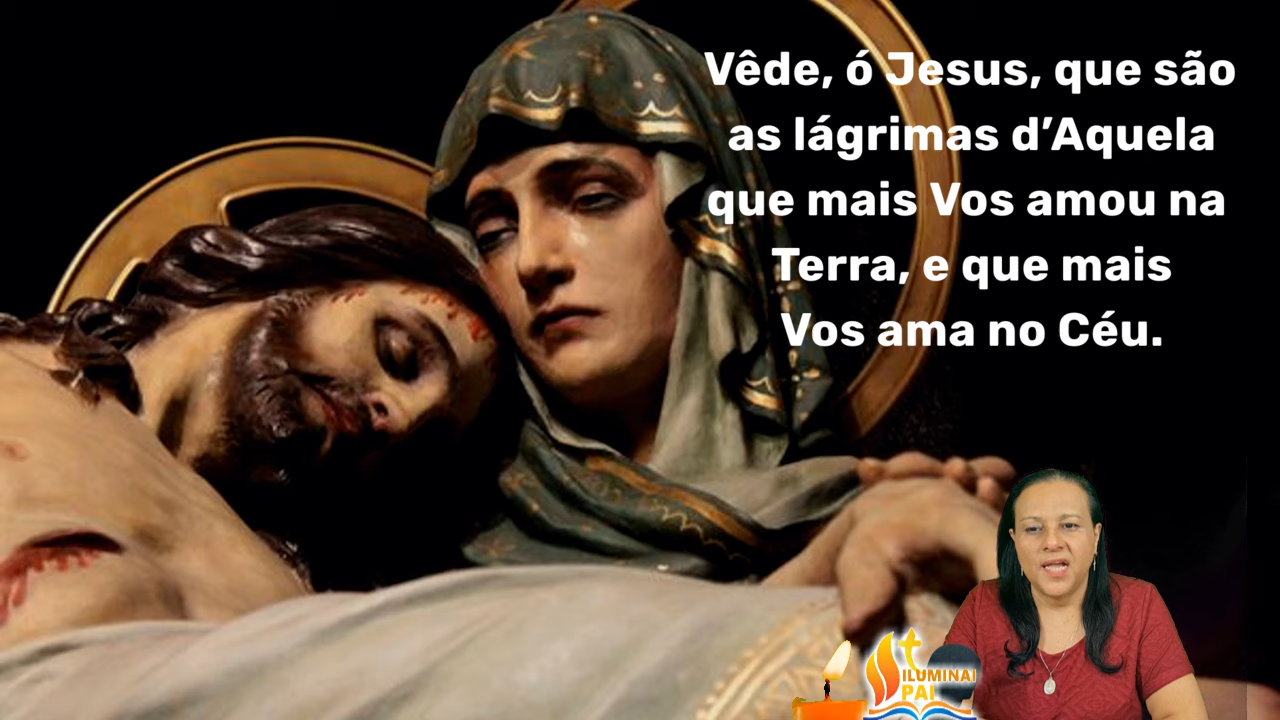 Vêde, ó Jesus, que são
as lágrimas d’Aquela
que mais Vos amou na
Terra, e que mais
Vos ama no Céu.
ILUMINAI
PAI